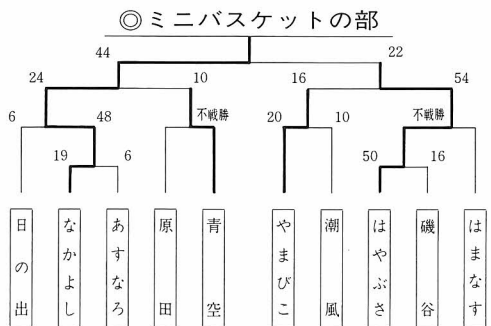 ◎ミニバスケットの部
44
22
24
10
16
54
6
48
不戦勝
20
10
不戦勝
19
6
50
16
日の出
なかよし
あすなろ
原田
青空
やまびこ
潮風
はやぶさ
磯谷
はまなす